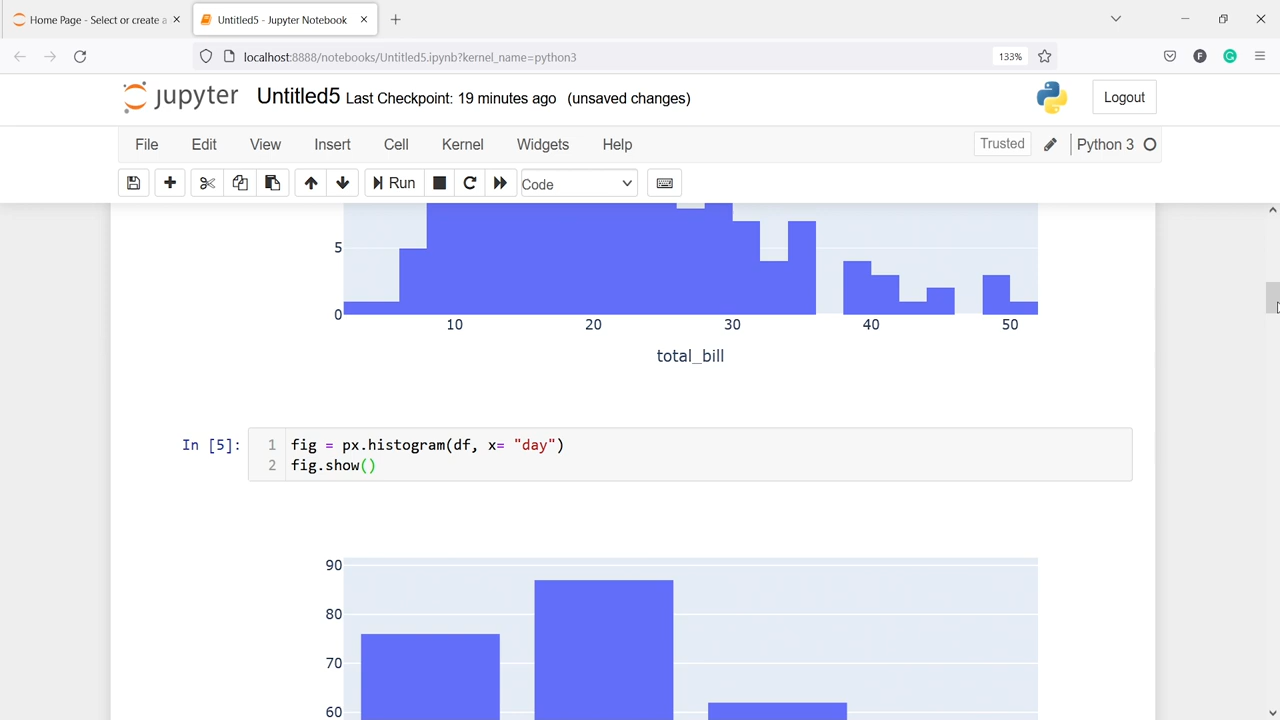 Home Page - Select or create a
Untitled5 - Jupyter Notebook
localhost:8888/notebooks/Untitled5.ipynb?kernel_name=python3
133%
F
jupyter Untitled5 Last Checkpoint: 19 minutes ago (unsaved changes)
Logout
File Edit View Insert Cell Kernel Widgets Help
Trusted
Python 3
Run
Code
5
0
10 20 30 40 50
total_bill
In [5]:
1 fig = px.histogram(df, x= "day")
2 fig.show()
90
80
70
60